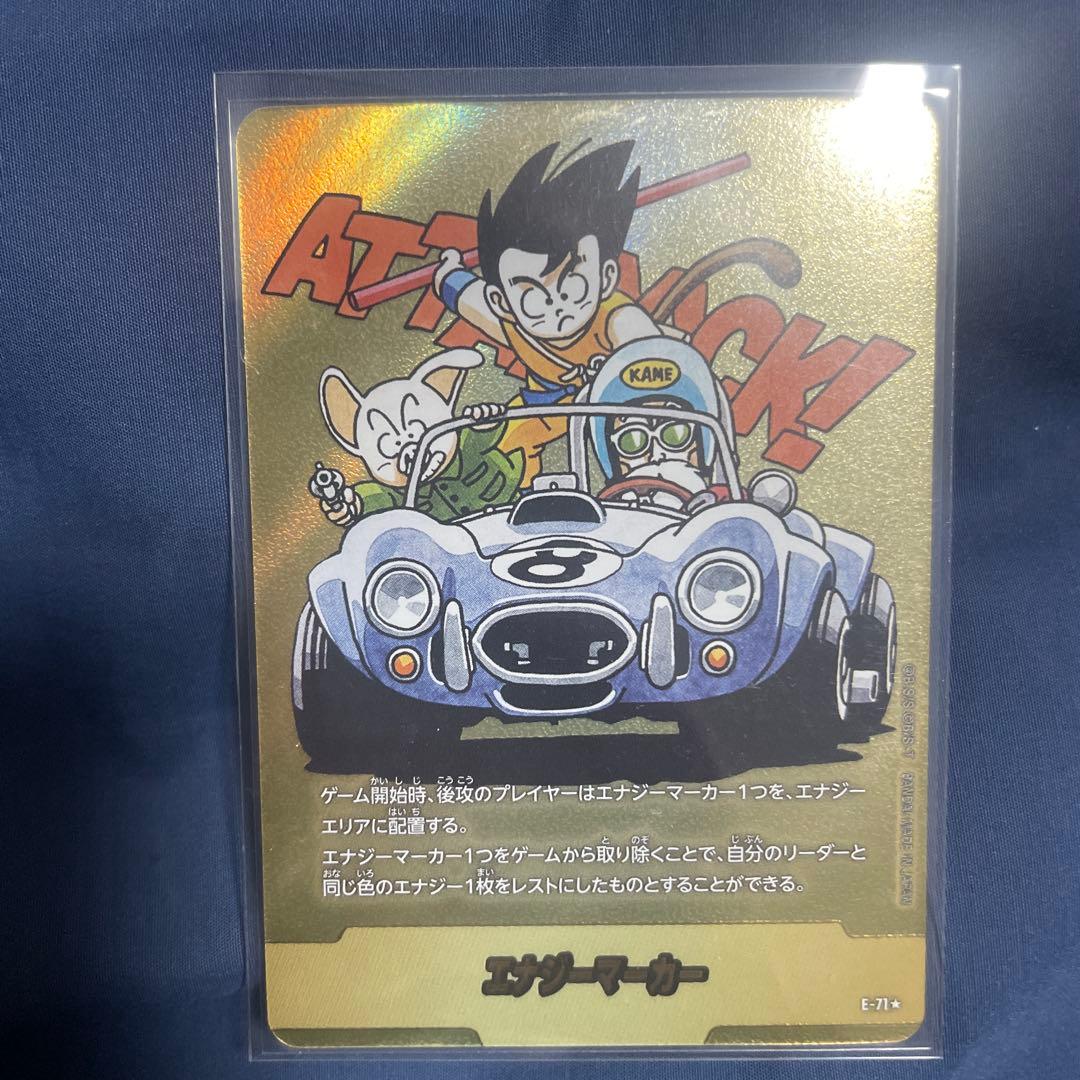 ATTACK!
KAME
8
ゲーム開始時、後攻のプレイヤーはエナジーマーカー1つを、エナジー
エリアに配置する。
エナジーマーカー1つをゲームから取り除くことで、自分のリーダーと
同じ色のエナジー1枚をレストにしたものとすることができる。
©B.S/S ©B/S･T BANDAI MADE IN JAPAN
エナジーマーカー
E-71★